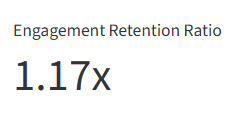 Engagement Retention Ratio
1.17x